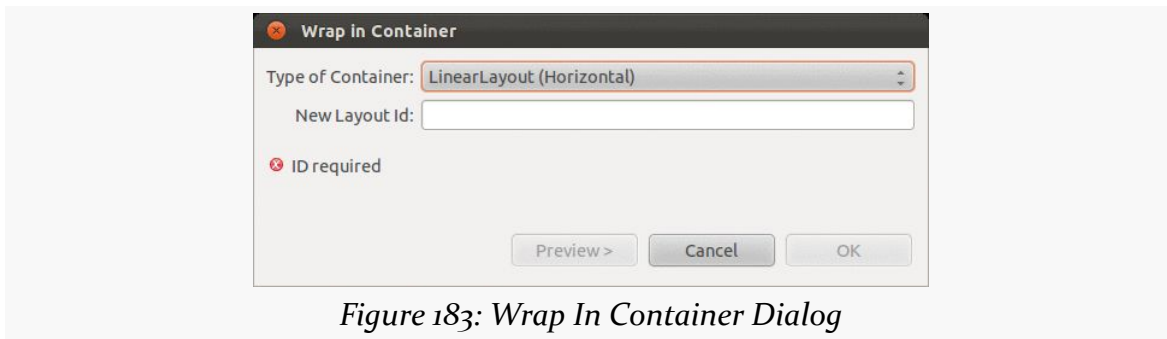 Wrap in Container
Type of Container: LinearLayout (Horizontal)
New Layout Id:
ID required
Preview > Cancel OK
Figure 183: Wrap In Container Dialog